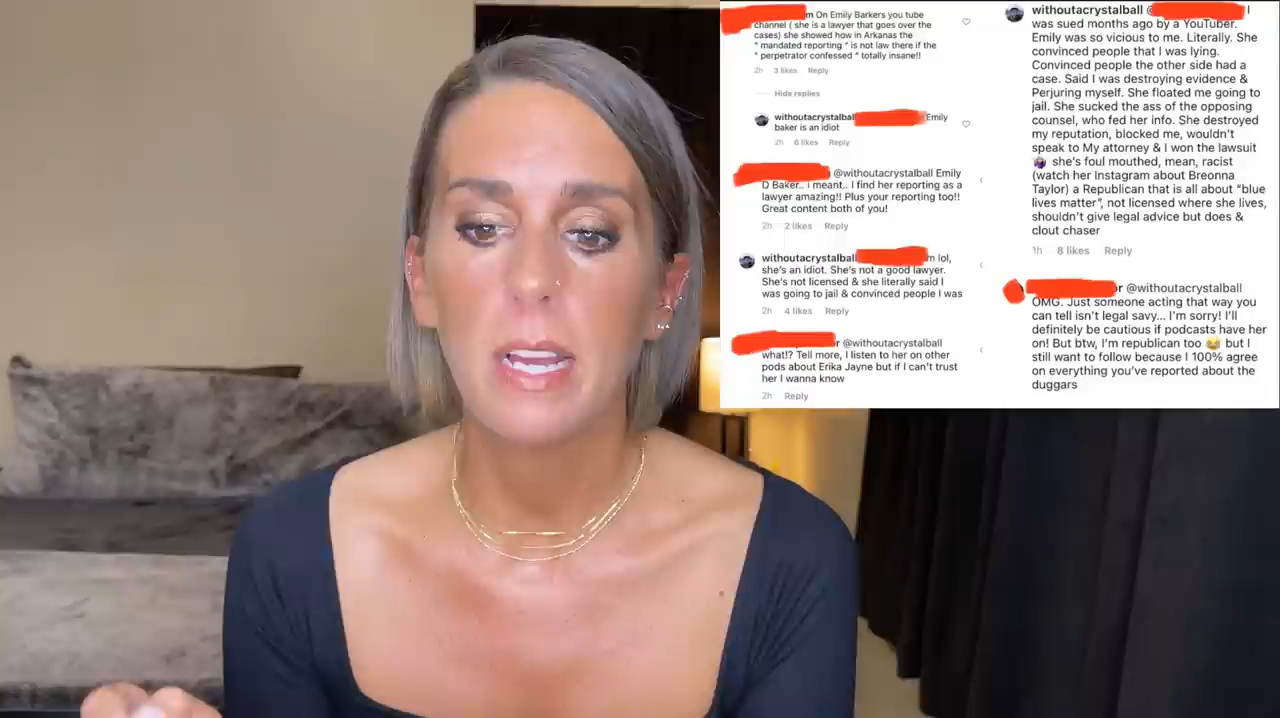 m On Emily Barkers you tube
channel ( she is a lawyer that goes over the
cases) she showed how in Arkanas the
" mandated reporting " is not law there if the
" perpetrator confessed " totally insane!!
2h 3 likes Reply
Hide replies
withoutacrystalbal Emily
baker is an idiot
2h 6 likes Reply
@withoutacrystalball Emily
D Baker.. I meant.. I find her reporting as a
lawyer amazing!! Plus your reporting too!!
Great content both of you!
2h 2 likes Reply
withoutacrystalball m lol,
she's an idiot. She's not a good lawyer.
She's not licensed & she literally said I
was going to jail & convinced people I was
2h 4 likes Reply
or @withoutacrystalball
what!? Tell more, I listen to her on other
pods about Erika Jayne but if I can't trust
her I wanna know
2h Reply
withoutacrystalball @ I
was sued months ago by a YouTuber.
Emily was so vicious to me. Literally. She
convinced people that I was lying.
Convinced people the other side had a
case. Said I was destroying evidence &
Perjuring myself. She floated me going to
jail. She sucked the ass of the opposing
counsel, who fed her info. She destroyed
my reputation, blocked me, wouldn't
speak to My attorney & I won the lawsuit
🤷🏻‍♀️ she's foul mouthed, mean, racist
(watch her Instagram about Breonna
Taylor) a Republican that is all about "blue
lives matter", not licensed where she lives,
shouldn't give legal advice but does &
clout chaser
1h 8 likes Reply
or @withoutacrystalball
OMG. Just someone acting that way you
can tell isn't legal savy... I'm sorry! I'll
definitely be cautious if podcasts have her
on! But btw, I'm republican too 😂 but I
still want to follow because I 100% agree
on everything you've reported about the
duggars